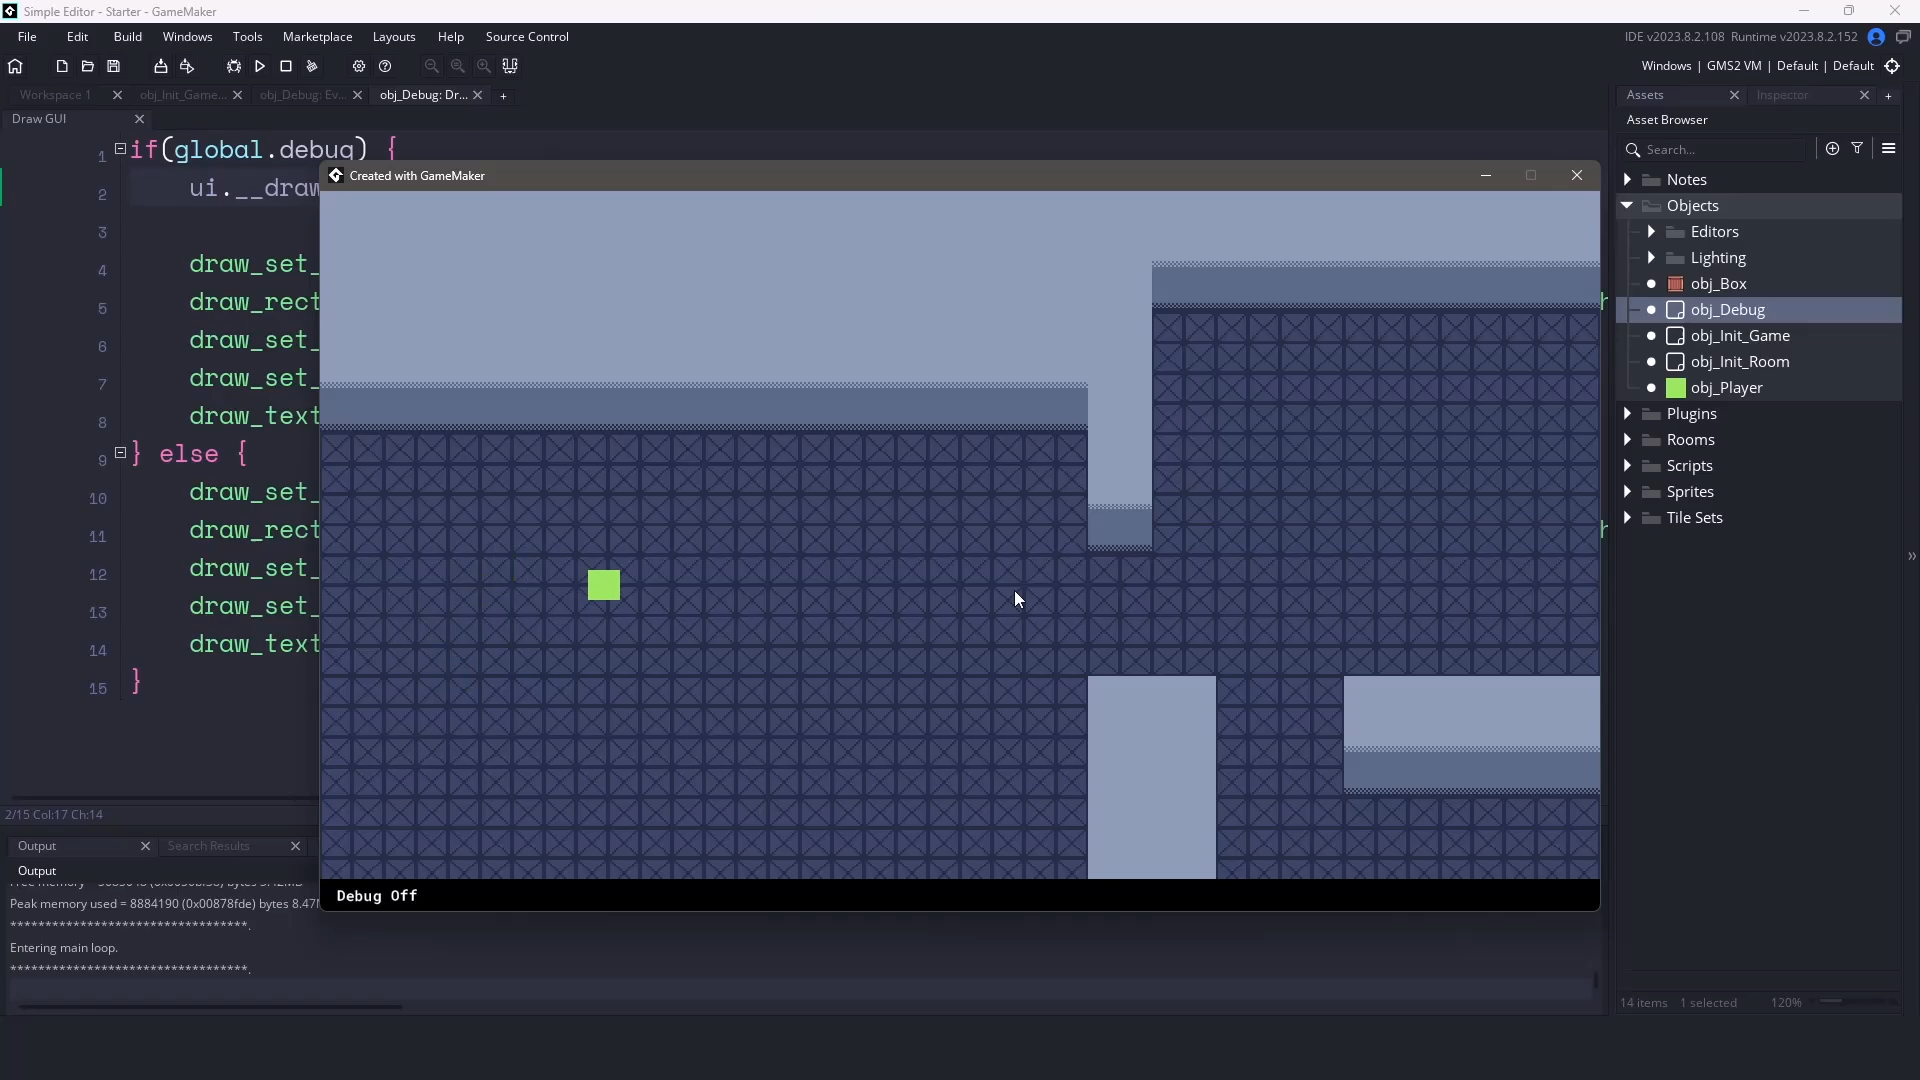 Simple Editor - Starter - GameMaker
File Edit Build Windows Tools Marketplace Layouts Help Source Control
IDE v2023.8.2.108 Runtime v2023.8.2.152
Windows | GMS2 VM | Default | Default
Workspace 1 obj_Init_Game... obj_Debug: Ev... obj_Debug: Dr...
Draw GUI
1 if(global.debug) {
2 ui.__draw
3
4 draw_set_
5 draw_rect
6 draw_set_
7 draw_set_
8 draw_text
9 } else {
10 draw_set_
11 draw_rect
12 draw_set_
13 draw_set_
14 draw_text
15 }
2/15 Col:17 Ch:14
Created with GameMaker
Debug Off
Output Search Results
Output
Peak memory used = 8884190 (0x00878fde) bytes 8.47
***********************************.
Entering main loop.
***********************************.
Assets Inspector
Asset Browser
Search...
Notes
Objects
Editors
Lighting
obj_Box
obj_Debug
obj_Init_Game
obj_Init_Room
obj_Player
Plugins
Rooms
Scripts
Sprites
Tile Sets
14 items 1 selected 120%